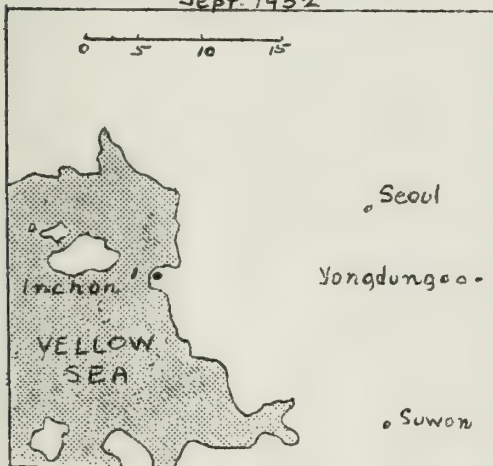 Sept. 1952
0 5 10 15
Seoul
Inchon
Yongdungpo
YELLOW
SEA
Suwon